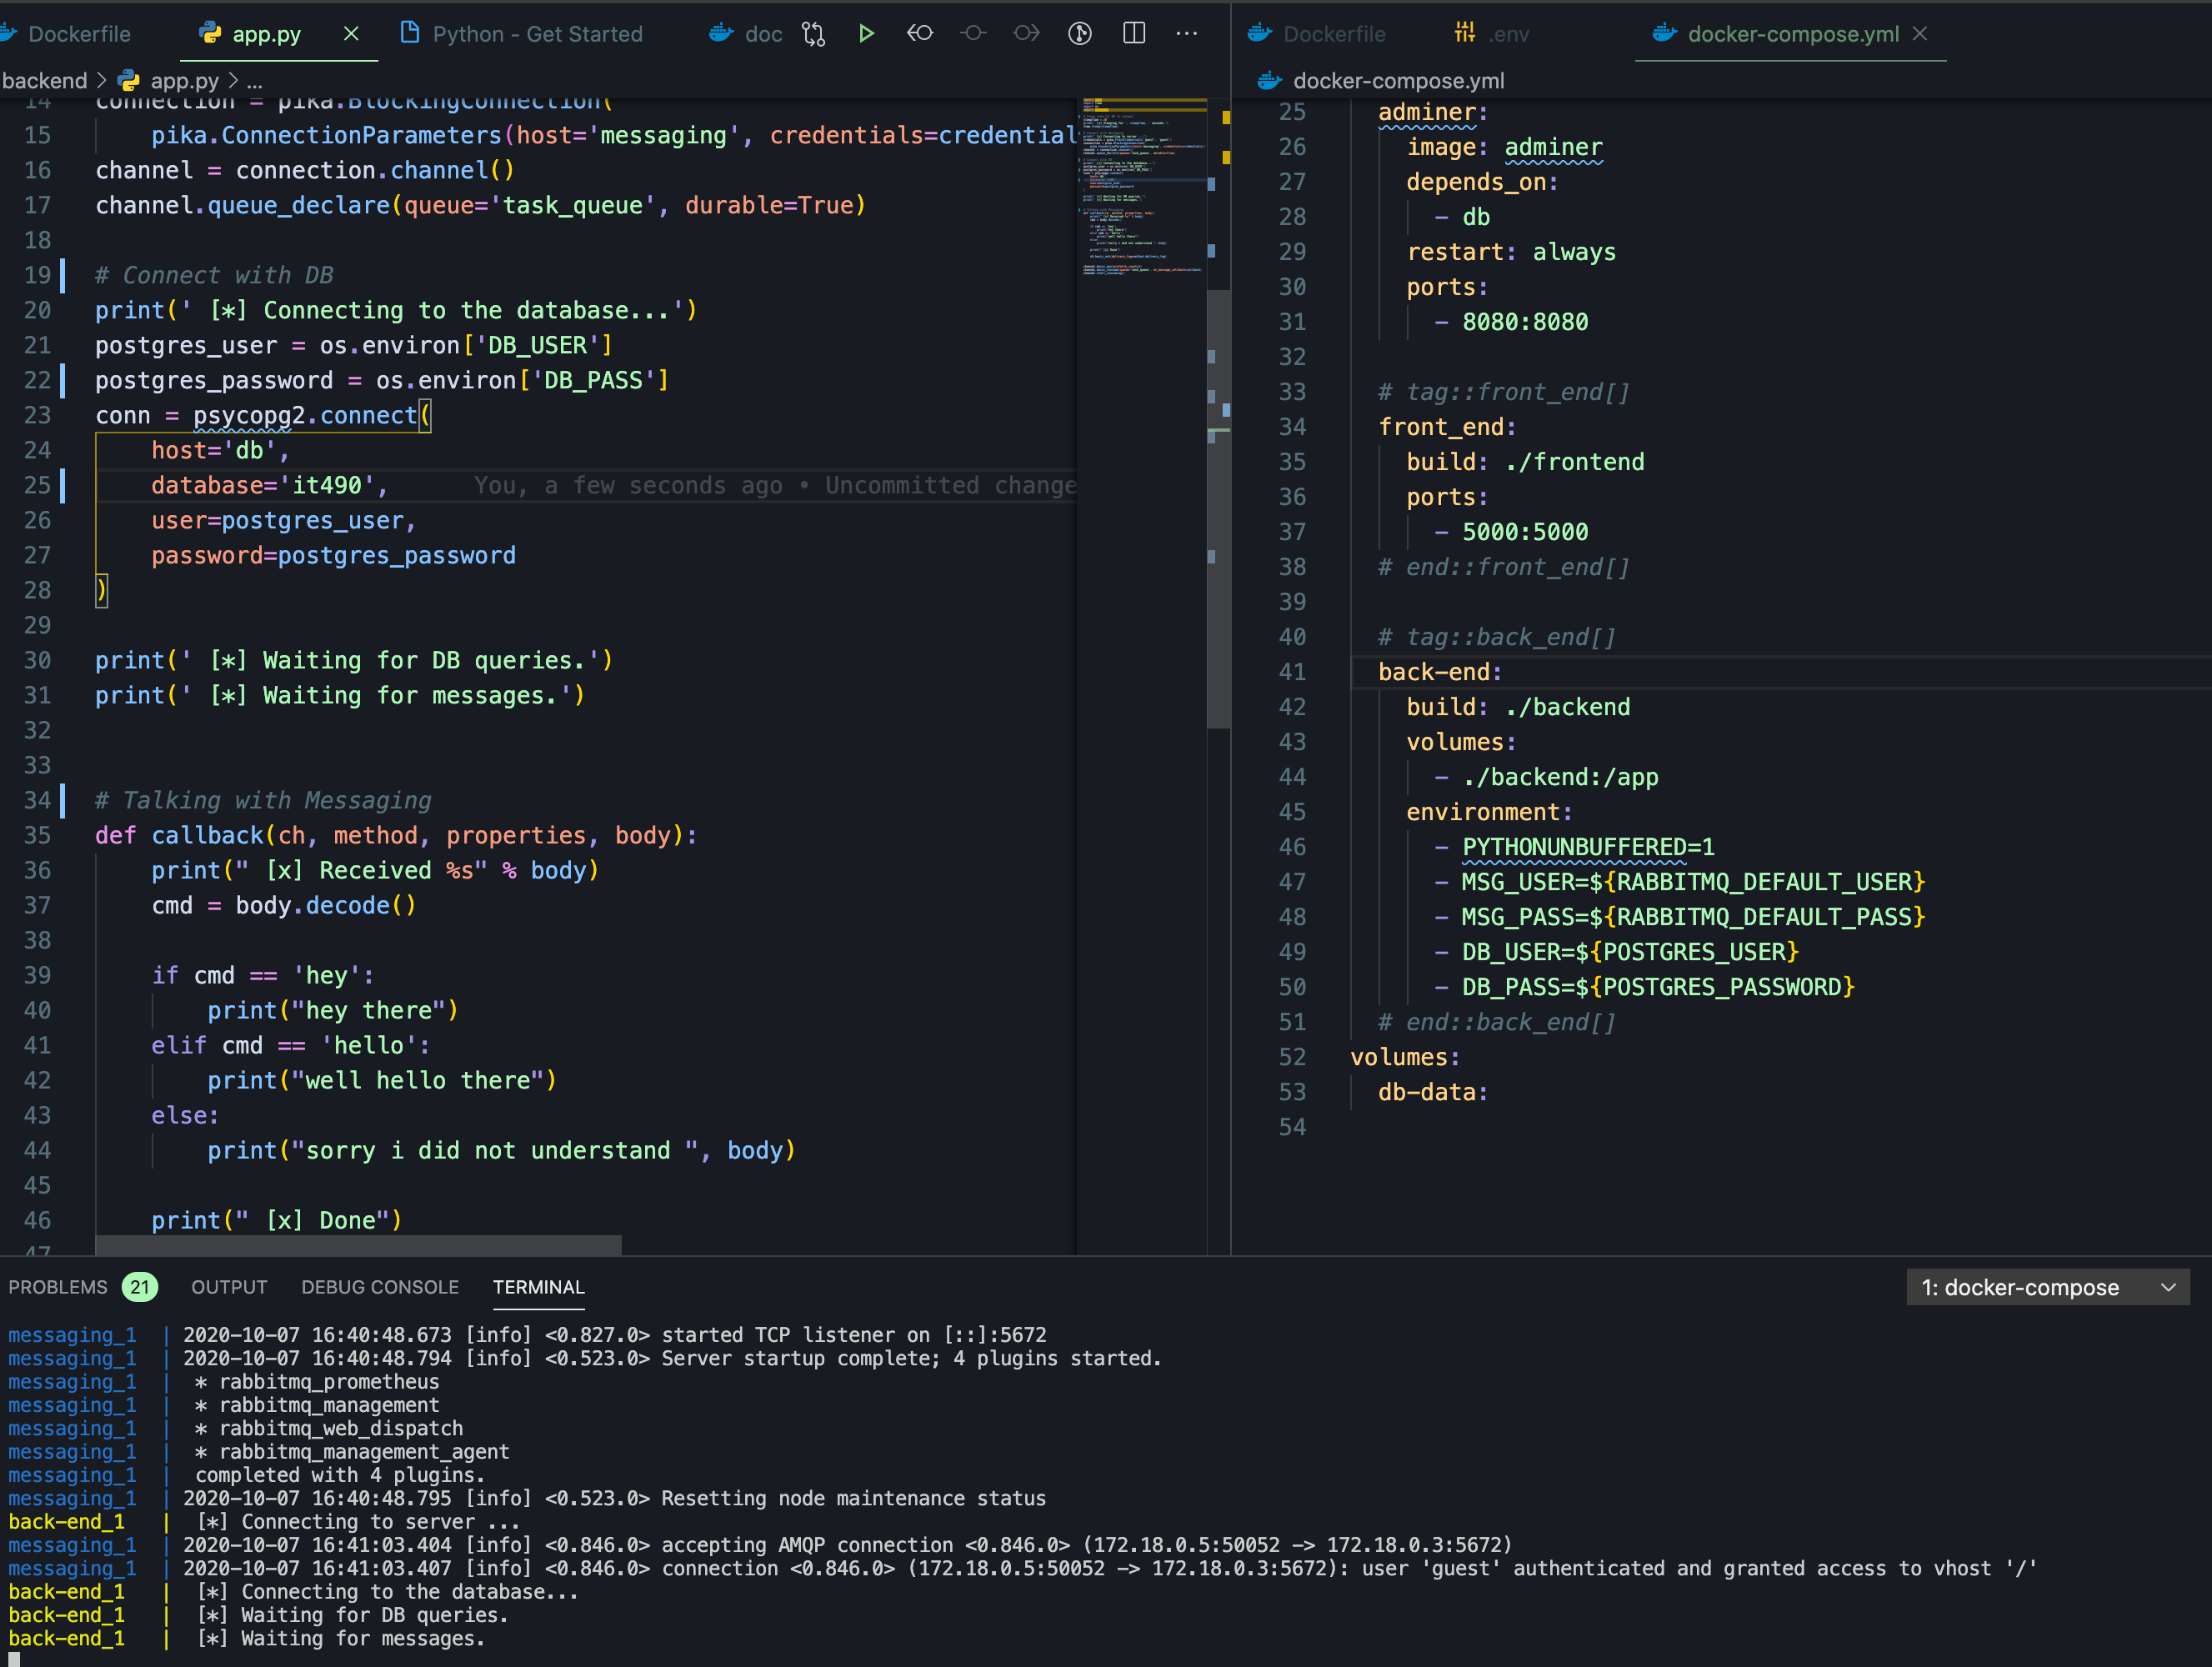 Dockerfile
app.py
Python - Get Started
doc
Dockerfile
.env
docker-compose.yml
backend > app.py > ...
docker-compose.yml
14 connection = pika.BlockingConnection(
15 pika.ConnectionParameters(host='messaging', credentials=credential
16 channel = connection.channel()
17 channel.queue_declare(queue='task_queue', durable=True)
18
19 # Connect with DB
20 print(' [*] Connecting to the database...')
21 postgres_user = os.environ['DB_USER']
22 postgres_password = os.environ['DB_PASS']
23 conn = psycopg2.connect(
24 host='db',
25 database='it490', You, a few seconds ago • Uncommitted change
26 user=postgres_user,
27 password=postgres_password
28 )
29
30 print(' [*] Waiting for DB queries.')
31 print(' [*] Waiting for messages.')
32
33
34 # Talking with Messaging
35 def callback(ch, method, properties, body):
36 print(" [x] Received %s" % body)
37 cmd = body.decode()
38
39 if cmd == 'hey':
40 print("hey there")
41 elif cmd == 'hello':
42 print("well hello there")
43 else:
44 print("sorry i did not understand ", body)
45
46 print(" [x] Done")
47
25 adminer:
26 image: adminer
27 depends_on:
28 - db
29 restart: always
30 ports:
31 - 8080:8080
32
33 # tag::front_end[]
34 front_end:
35 build: ./frontend
36 ports:
37 - 5000:5000
38 # end::front_end[]
39
40 # tag::back_end[]
41 back-end:
42 build: ./backend
43 volumes:
44 - ./backend:/app
45 environment:
46 - PYTHONUNBUFFERED=1
47 - MSG_USER=${RABBITMQ_DEFAULT_USER}
48 - MSG_PASS=${RABBITMQ_DEFAULT_PASS}
49 - DB_USER=${POSTGRES_USER}
50 - DB_PASS=${POSTGRES_PASSWORD}
51 # end::back_end[]
52 volumes:
53 db-data:
54
PROBLEMS 21 OUTPUT DEBUG CONSOLE TERMINAL 1: docker-compose
messaging_1 | 2020-10-07 16:40:48.673 [info] <0.827.0> started TCP listener on [::]:5672
messaging_1 | 2020-10-07 16:40:48.794 [info] <0.523.0> Server startup complete; 4 plugins started.
messaging_1 | * rabbitmq_prometheus
messaging_1 | * rabbitmq_management
messaging_1 | * rabbitmq_web_dispatch
messaging_1 | * rabbitmq_management_agent
messaging_1 | completed with 4 plugins.
messaging_1 | 2020-10-07 16:40:48.795 [info] <0.523.0> Resetting node maintenance status
back-end_1 | [*] Connecting to server ...
messaging_1 | 2020-10-07 16:41:03.404 [info] <0.846.0> accepting AMQP connection <0.846.0> (172.18.0.5:50052 -> 172.18.0.3:5672)
messaging_1 | 2020-10-07 16:41:03.407 [info] <0.846.0> connection <0.846.0> (172.18.0.5:50052 -> 172.18.0.3:5672): user 'guest' authenticated and granted access to vhost '/'
back-end_1 | [*] Connecting to the database...
back-end_1 | [*] Waiting for DB queries.
back-end_1 | [*] Waiting for messages.